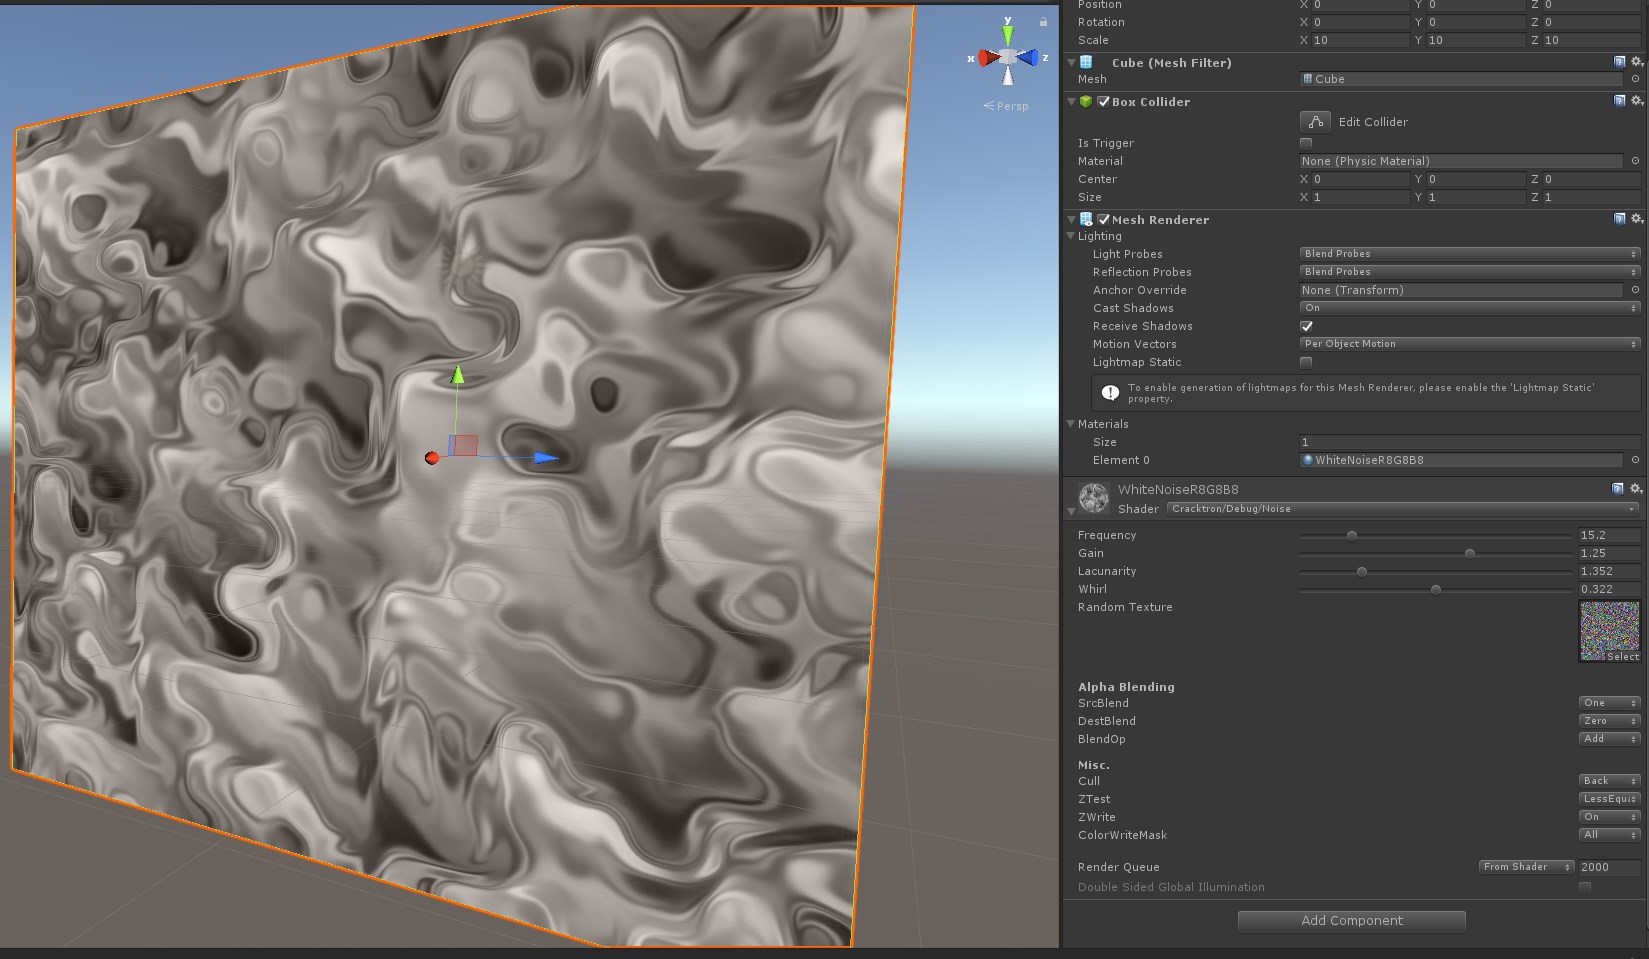 Position X 0 Y 0 Z 0
Rotation X 0 Y 0 Z 0
Scale X 10 Y 10 Z 10
y
x z
Persp
Cube (Mesh Filter)
Mesh Cube
Box Collider
Edit Collider
Is Trigger
Material None (Physic Material)
Center X 0 Y 0 Z 0
Size X 1 Y 1 Z 1
Mesh Renderer
Lighting
Light Probes Blend Probes
Reflection Probes Blend Probes
Anchor Override None (Transform)
Cast Shadows On
Receive Shadows
Motion Vectors Per Object Motion
Lightmap Static
To enable generation of lightmaps for this Mesh Renderer, please enable the 'Lightmap Static'
property.
Materials
Size 1
Element 0 WhiteNoiseR8G8B8
WhiteNoiseR8G8B8
Shader Cracktron/Debug/Noise
Frequency 15.2
Gain 1.25
Lacunarity 1.352
Whirl 0.322
Random Texture
Select
Alpha Blending
SrcBlend One
DestBlend Zero
BlendOp Add
Misc.
Cull Back
ZTest LessEqu
ZWrite On
ColorWriteMask All
Render Queue From Shader 2000
Double Sided Global Illumination
Add Component